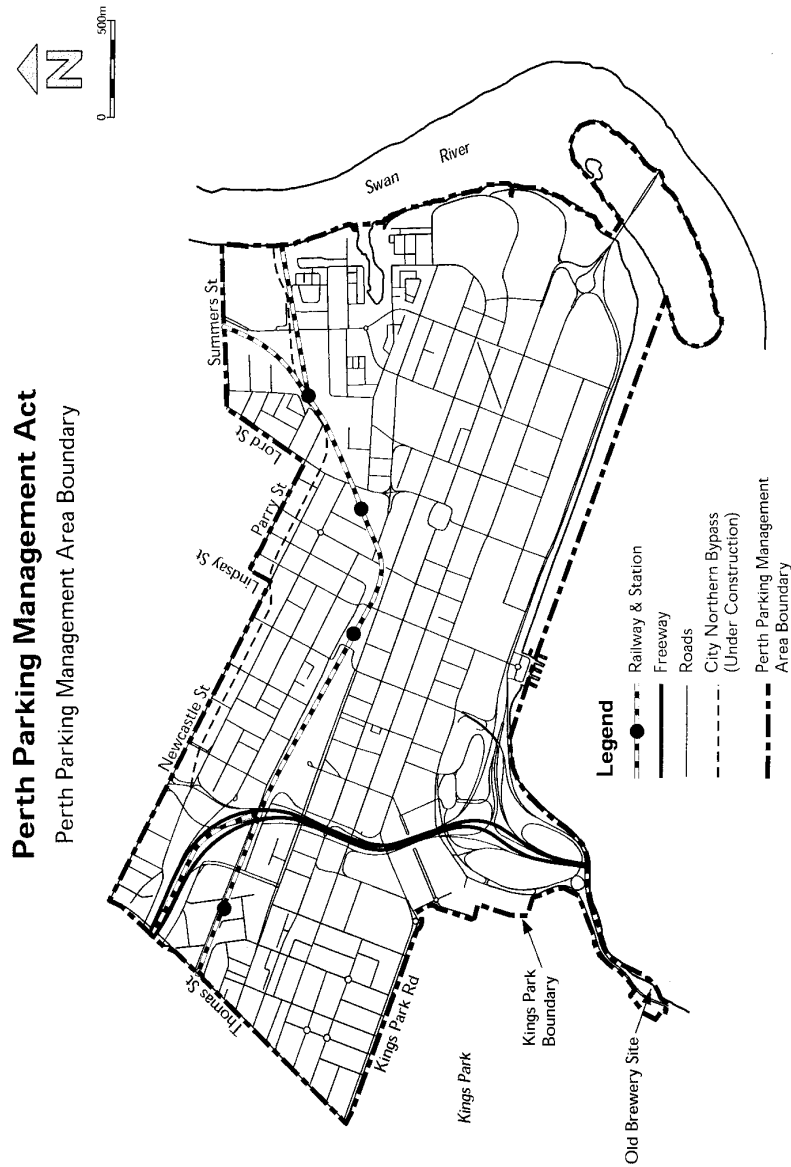 Perth Parking Management Act
Perth Parking Management Area Boundary
N
0
500m
Summers St
Lord St
Parry St
Lindsay St
Newcastle St
Thomas St
Kings Park Rd
Kings Park
Kings Park
Boundary
Old Brewery Site
Swan River
Legend
Railway & Station
Freeway
Roads
City Northern Bypass
(Under Construction)
Perth Parking Management
Area Boundary